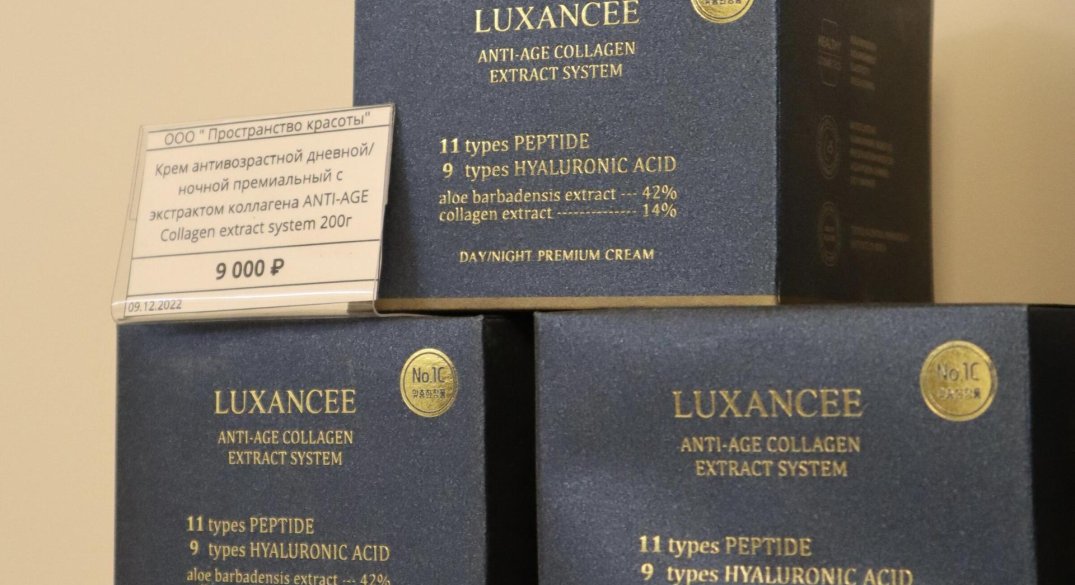 LUXANCEE
ANTI-AGE COLLAGEN
EXTRACT SYSTEM
11 types PEPTIDE
9 types HYALURONIC ACID
aloe barbadensis extract --- 42%
collagen extract -------------- 14%
DAY/NIGHT PREMIUM CREAM
ООО " Пространство красоты"
Крем антивозрастной дневной/
ночной премиальный с
экстрактом коллагена ANTI-AGE
Collagen extract system 200г
9 000 ₽
09.12.2022
No.1C
LUXANCEE
ANTI-AGE COLLAGEN
EXTRACT SYSTEM
11 types PEPTIDE
9 types HYALURONIC ACID
aloe barbadensis extract --- 42%
No.1C
LUXANCEE
ANTI-AGE COLLAGEN
EXTRACT SYSTEM
11 types PEPTIDE
9 types HYALURONIC ACID